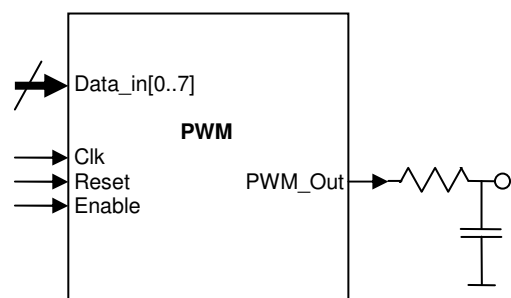 Data_in[0..7]
PWM
Clk
Reset
PWM_Out
Enable